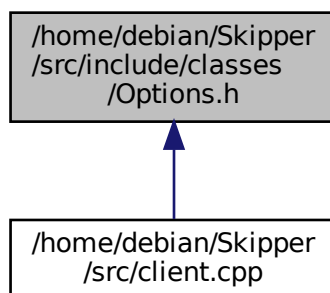 /home/debian/Skipper
/src/include/classes
/Options.h
/home/debian/Skipper
/src/client.cpp